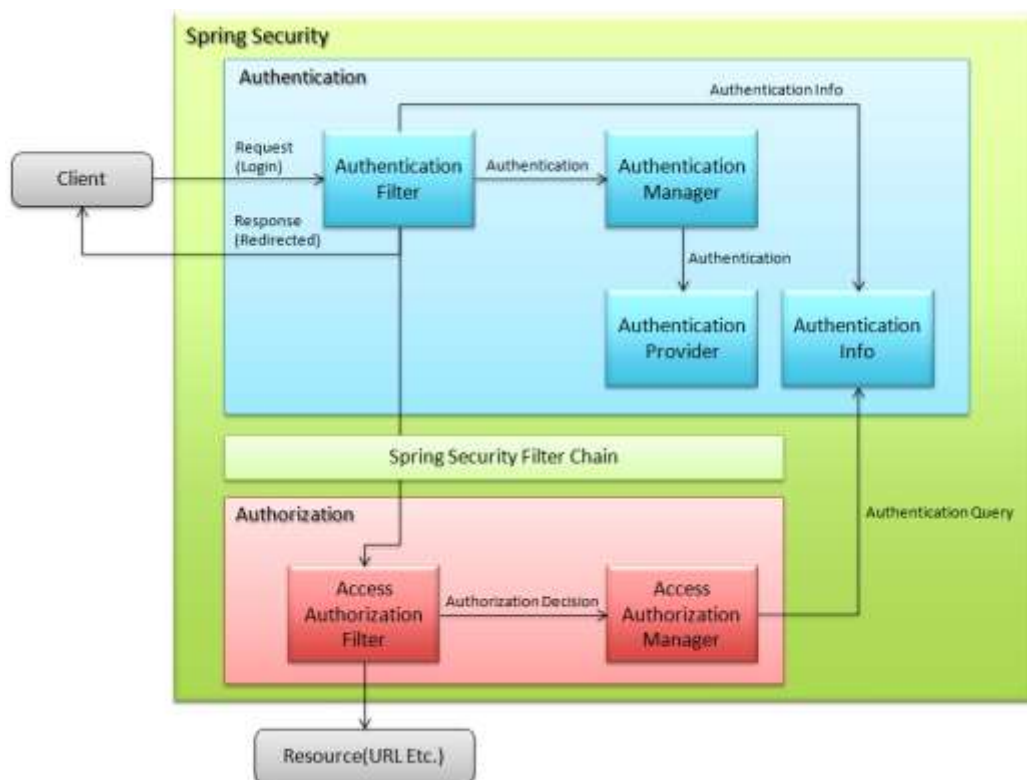 Spring Security
Authentication
Authentication Info
Request
(Login)
Client
Authentication
Filter
Authentication
Authentication
Manager
Response
(Redirected)
Authentication
Authentication
Provider
Authentication
Info
Spring Security Filter Chain
Authorization
Authentication Query
Access
Authorization
Filter
Authorization Decision
Access
Authorization
Manager
Resource(URL Etc.)